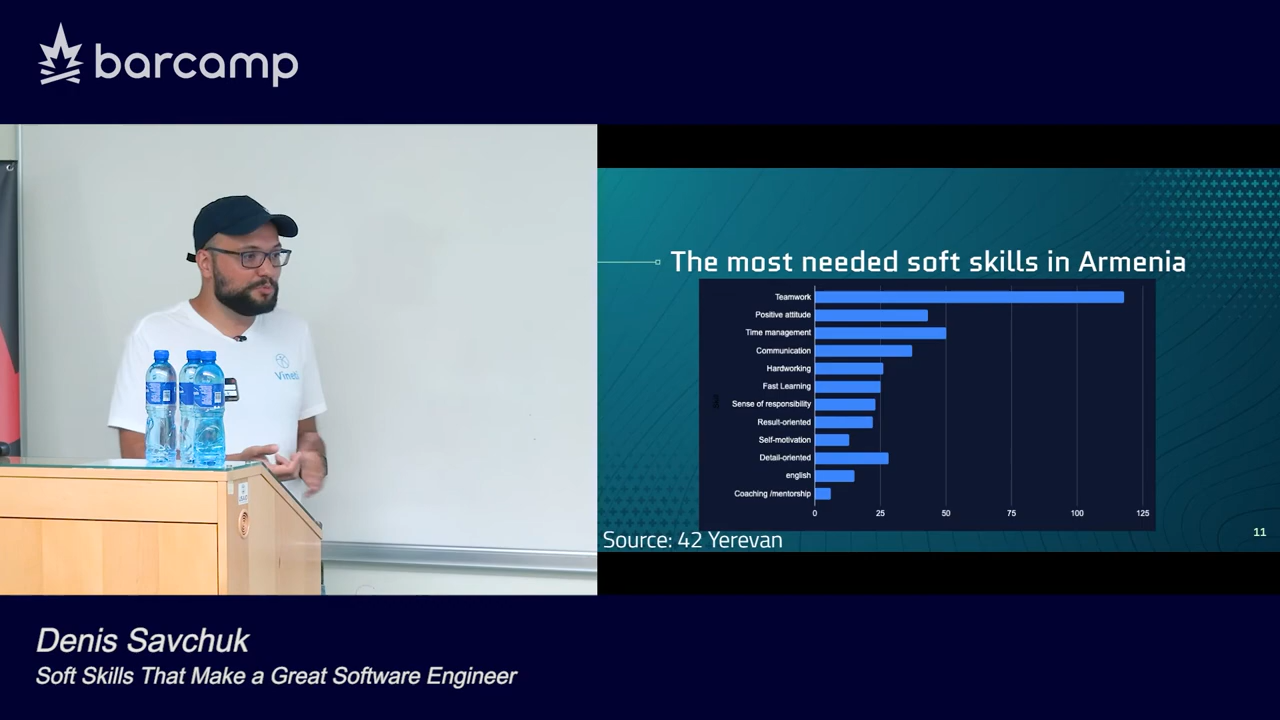 barcamp
The most needed soft skills in Armenia
Teamwork
Positive attitude
Time management
Communication
Hardworking
Fast Learning
Sense of responsibility
Result-oriented
Self-motivation
Detail-oriented
english
Coaching /mentorship
0 25 50 75 100 125
Source: 42 Yerevan
11
Denis Savchuk
Soft Skills That Make a Great Software Engineer